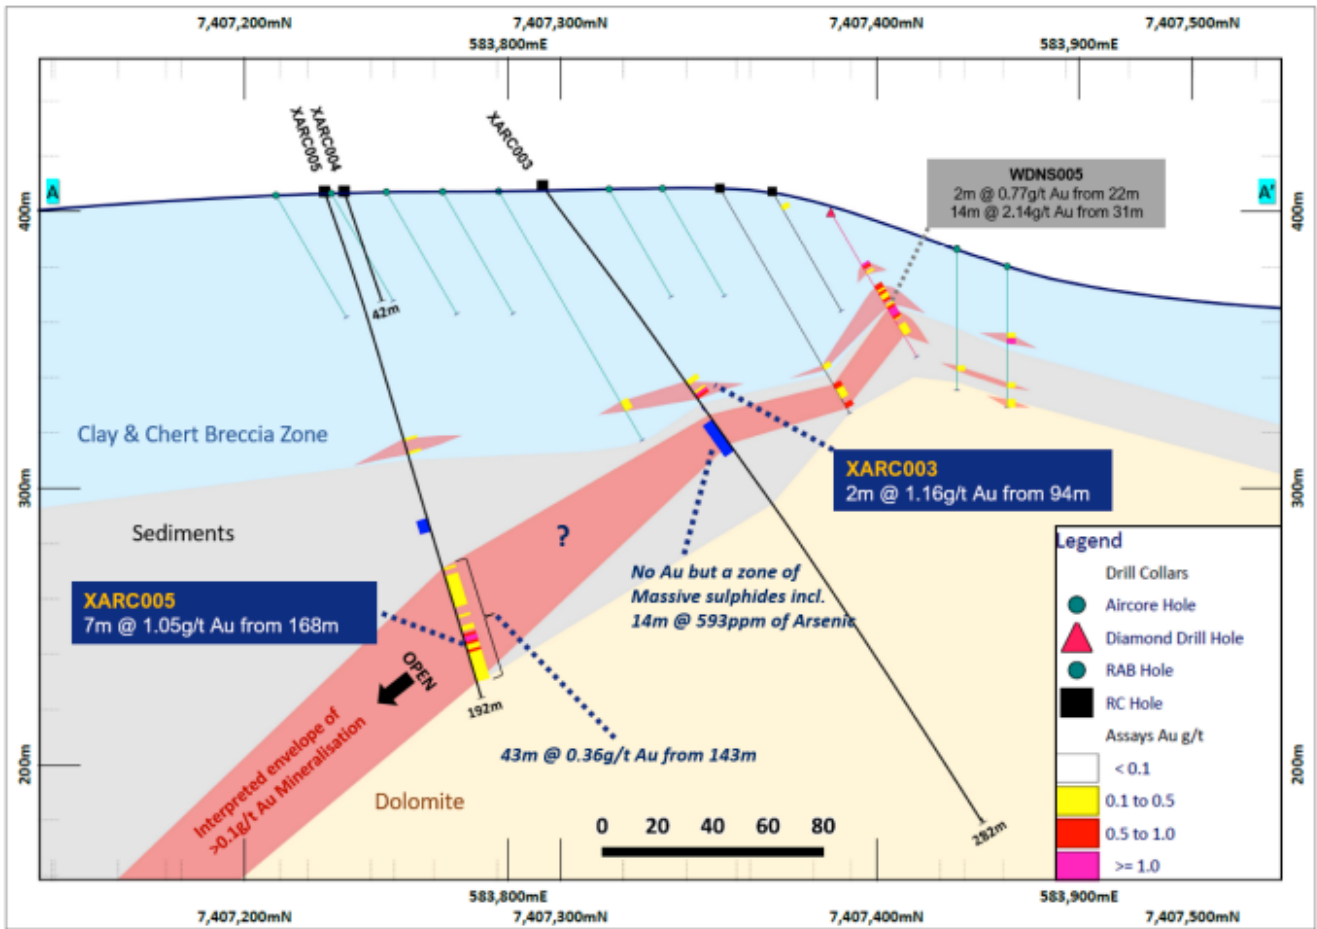 7,407,200mN 7,407,300mN 7,407,400mN 7,407,500mN
583,800mE 583,900mE
XARC005
XARC004
XARC003
A
A'
400m
400m
WDNS005
2m @ 0.77g/t Au from 22m
14m @ 2.14g/t Au from 31m
42m
Clay & Chert Breccia Zone
XARC003
2m @ 1.16g/t Au from 94m
300m
300m
Sediments
?
No Au but a zone of
Massive sulphides incl.
14m @ 593ppm of Arsenic
XARC005
7m @ 1.05g/t Au from 168m
OPEN
192m
43m @ 0.36g/t Au from 143m
200m
200m
Interpreted envelope of
>0.1g/t Au Mineralisation
Dolomite
0 20 40 60 80
282m
Legend
Drill Collars
Aircore Hole
Diamond Drill Hole
RAB Hole
RC Hole
Assays Au g/t
< 0.1
0.1 to 0.5
0.5 to 1.0
>= 1.0
583,800mE 583,900mE
7,407,200mN 7,407,300mN 7,407,400mN 7,407,500mN